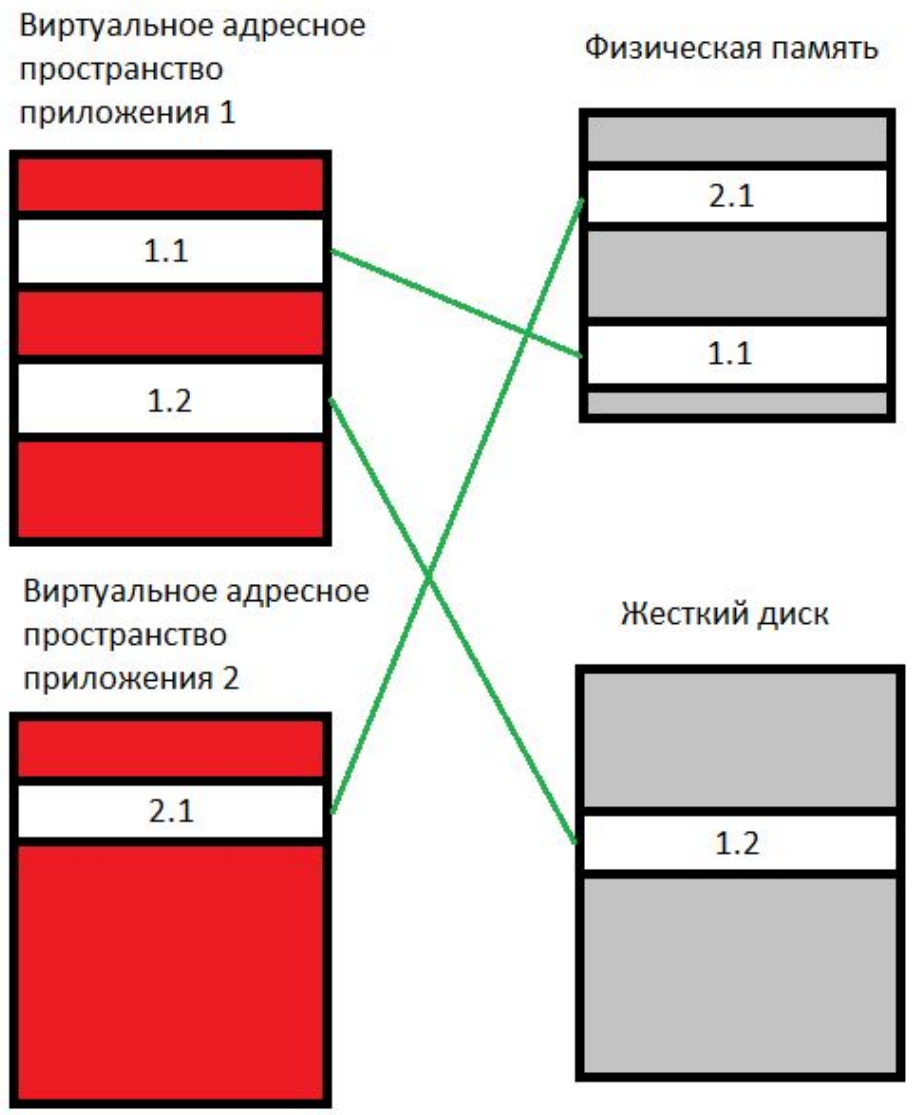 Виртуальное адресное
пространство
приложения 1
1.1
1.2
Физическая память
2.1
1.1
Виртуальное адресное
пространство
приложения 2
2.1
Жесткий диск
1.2